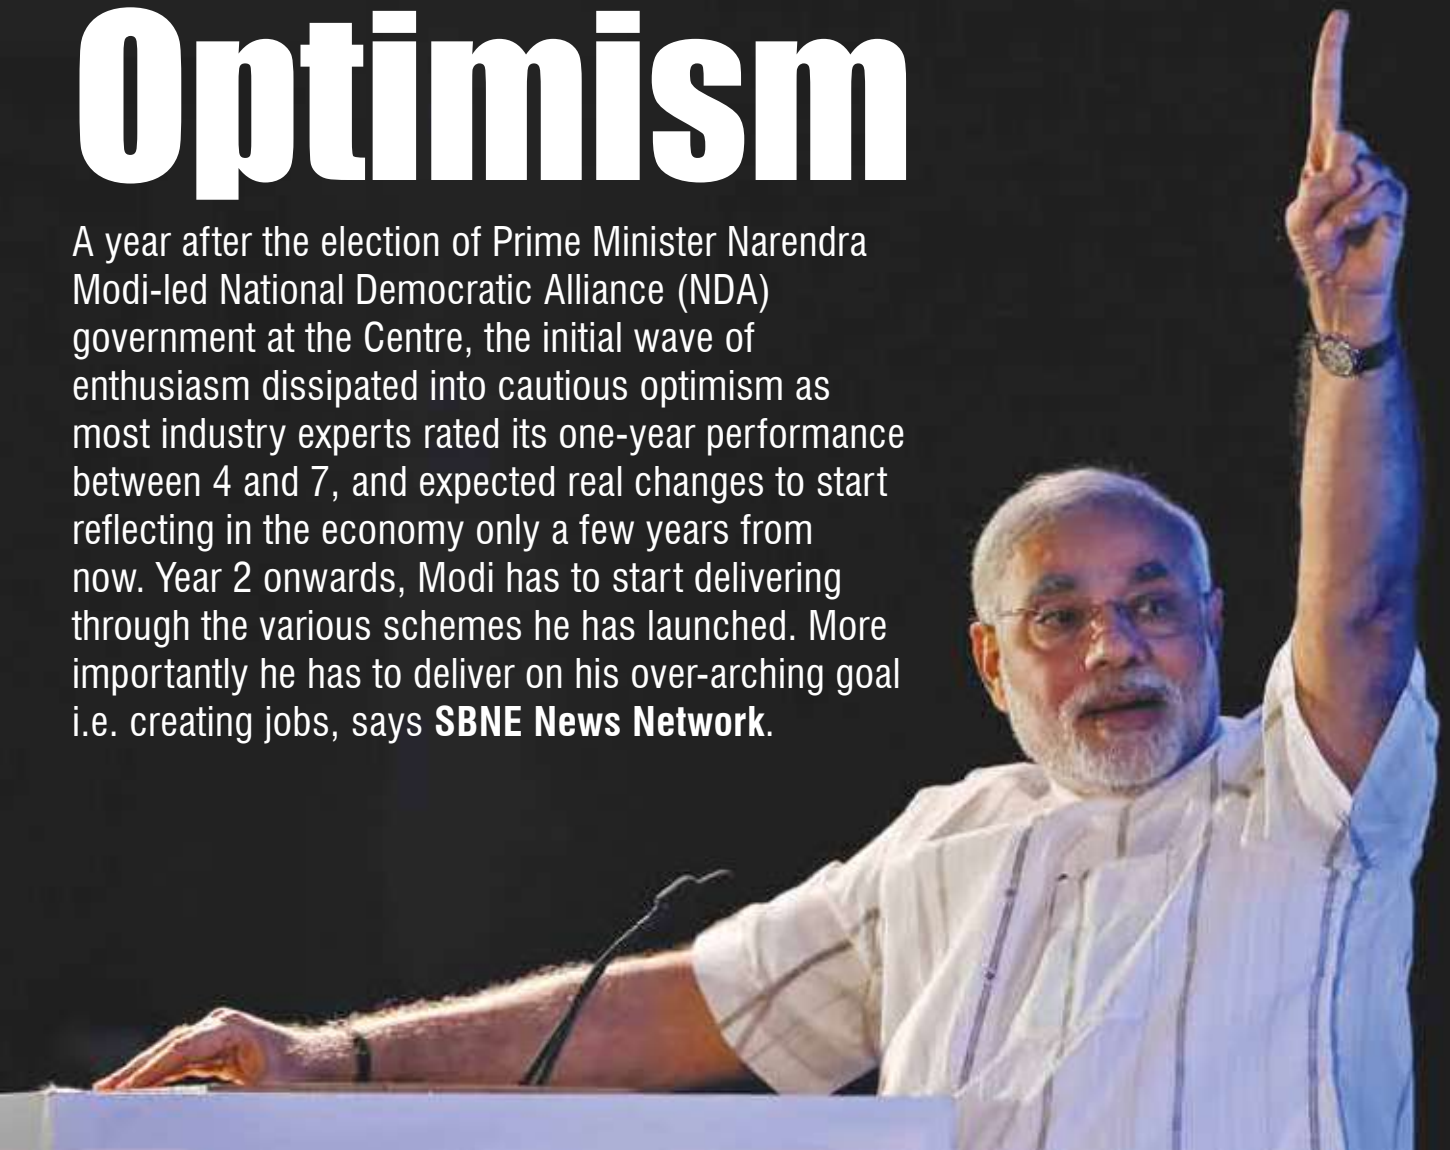 Optimism
A year after the election of Prime Minister Narendra
Modi-led National Democratic Alliance (NDA)
government at the Centre, the initial wave of
enthusiasm dissipated into cautious optimism as
most industry experts rated its one-year performance
between 4 and 7, and expected real changes to start
reflecting in the economy only a few years from
now. Year 2 onwards, Modi has to start delivering
through the various schemes he has launched. More
importantly he has to deliver on his over-arching goal
i.e. creating jobs, says SBNE News Network.